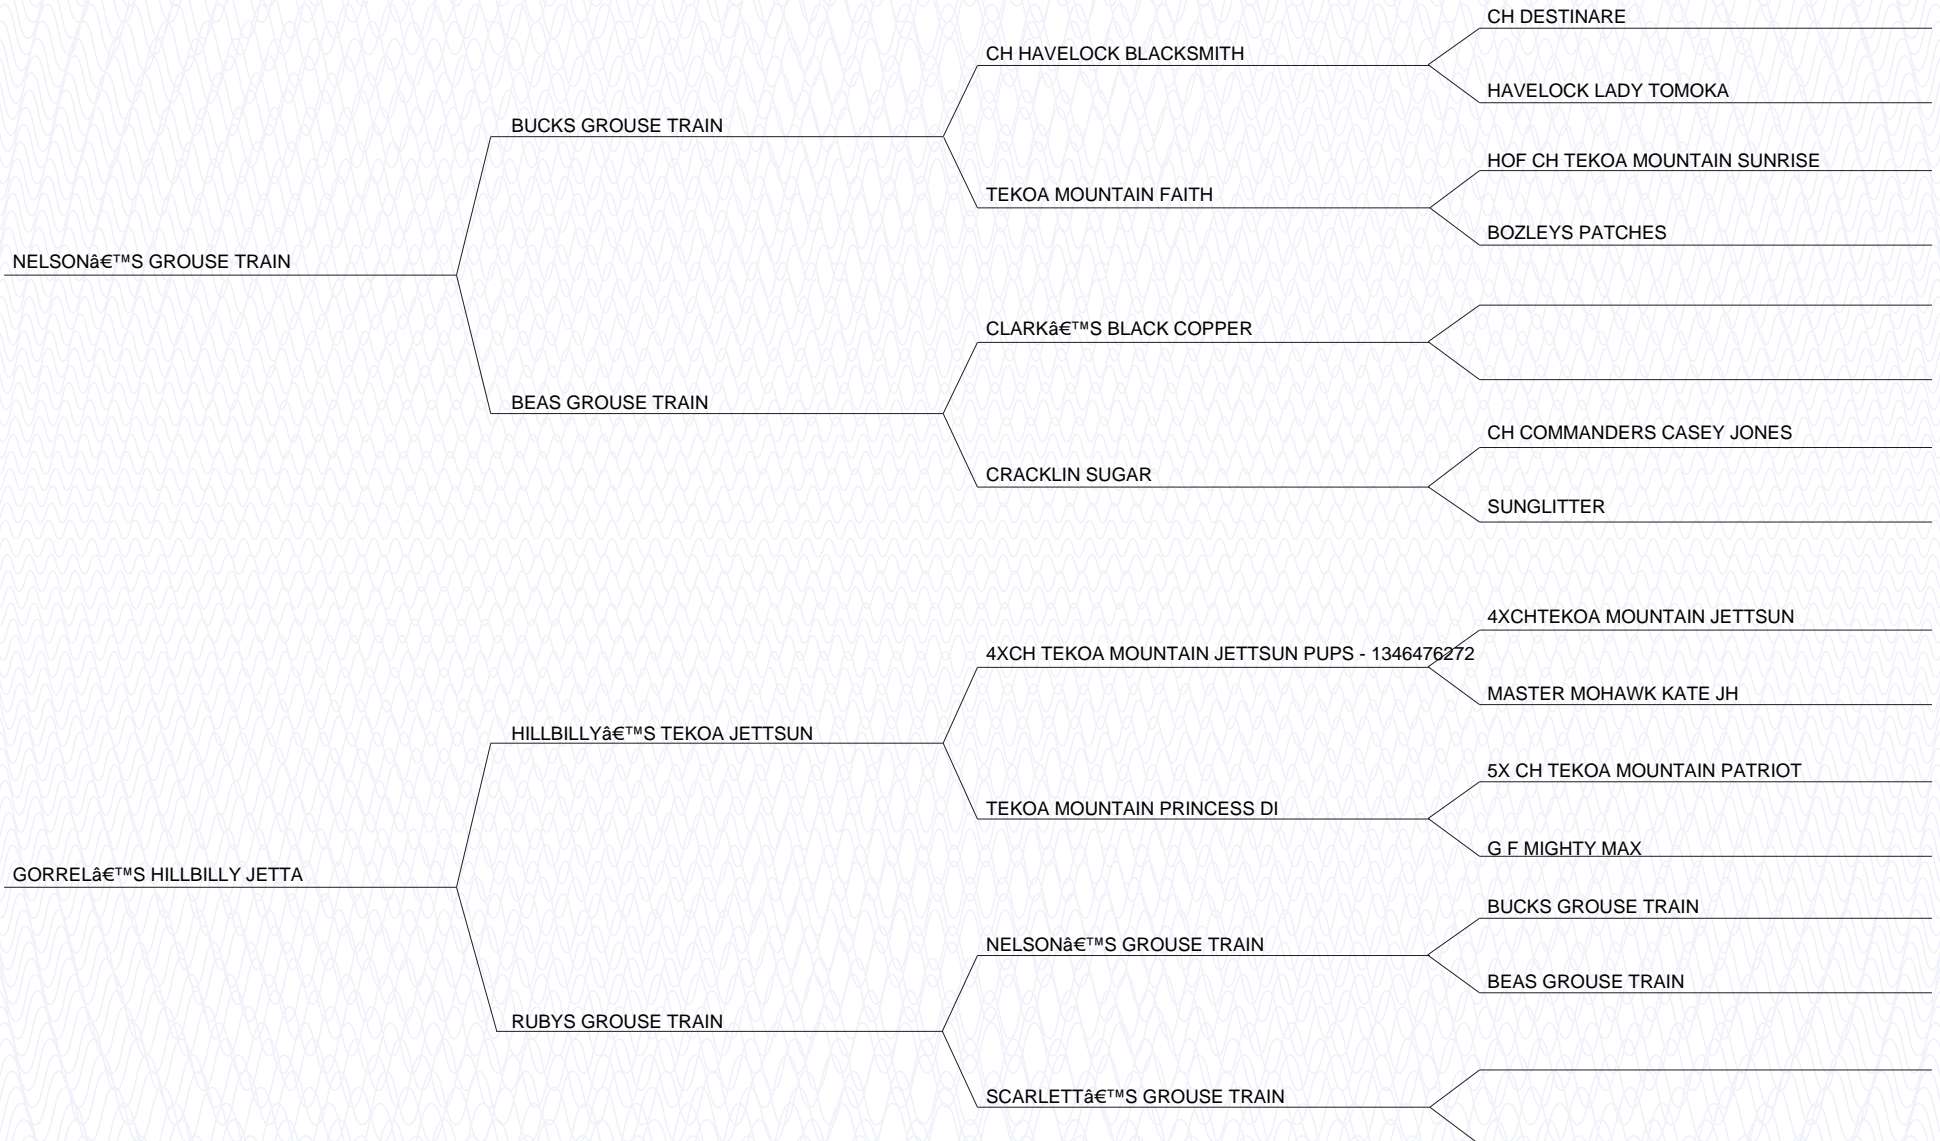 CH DESTINARE
CH HAVELOCK BLACKSMITH
HAVELOCK LADY TOMOKA
BUCKS GROUSE TRAIN
HOF CH TEKOA MOUNTAIN SUNRISE
TEKOA MOUNTAIN FAITH
BOZLEYS PATCHES
NELSONâ€™S GROUSE TRAIN
CLARKâ€™S BLACK COPPER
BEAS GROUSE TRAIN
CH COMMANDERS CASEY JONES
CRACKLIN SUGAR
SUNGLITTER
4XCHTEKOA MOUNTAIN JETTSUN
4XCH TEKOA MOUNTAIN JETTSUN PUPS - 1346476272
MASTER MOHAWK KATE JH
HILLBILLYâ€™S TEKOA JETTSUN
5X CH TEKOA MOUNTAIN PATRIOT
TEKOA MOUNTAIN PRINCESS DI
G F MIGHTY MAX
GORRELâ€™S HILLBILLY JETTA
BUCKS GROUSE TRAIN
NELSONâ€™S GROUSE TRAIN
BEAS GROUSE TRAIN
RUBYS GROUSE TRAIN
SCARLETTâ€™S GROUSE TRAIN